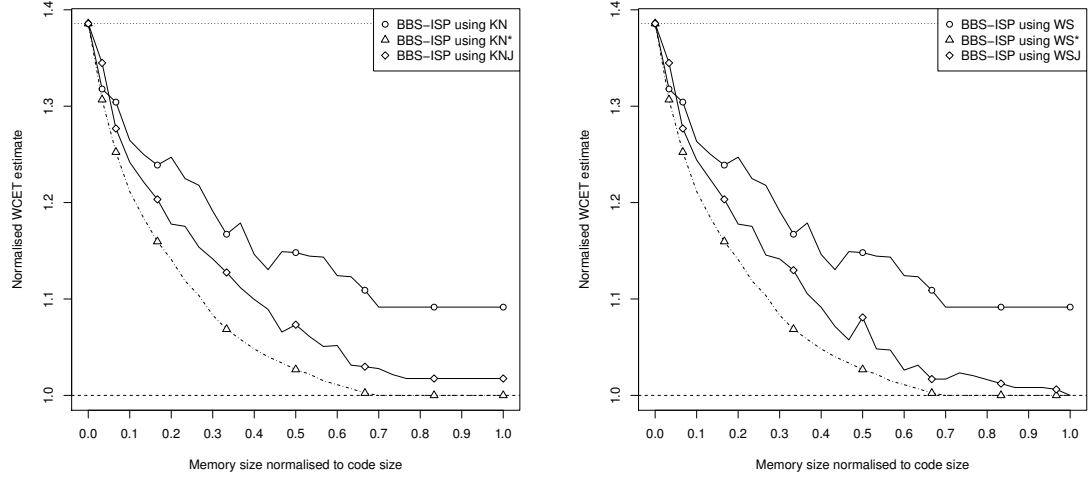 BBS−ISP using KN
BBS−ISP using KN*
BBS−ISP using KNJ
1.4
1.3
1.2
1.1
1.0
Normalised WCET estimate
0.0 0.1 0.2 0.3 0.4 0.5 0.6 0.7 0.8 0.9 1.0
Memory size normalised to code size
BBS−ISP using WS
BBS−ISP using WS*
BBS−ISP using WSJ
1.4
1.3
1.2
1.1
1.0
Normalised WCET estimate
0.0 0.1 0.2 0.3 0.4 0.5 0.6 0.7 0.8 0.9 1.0
Memory size normalised to code size